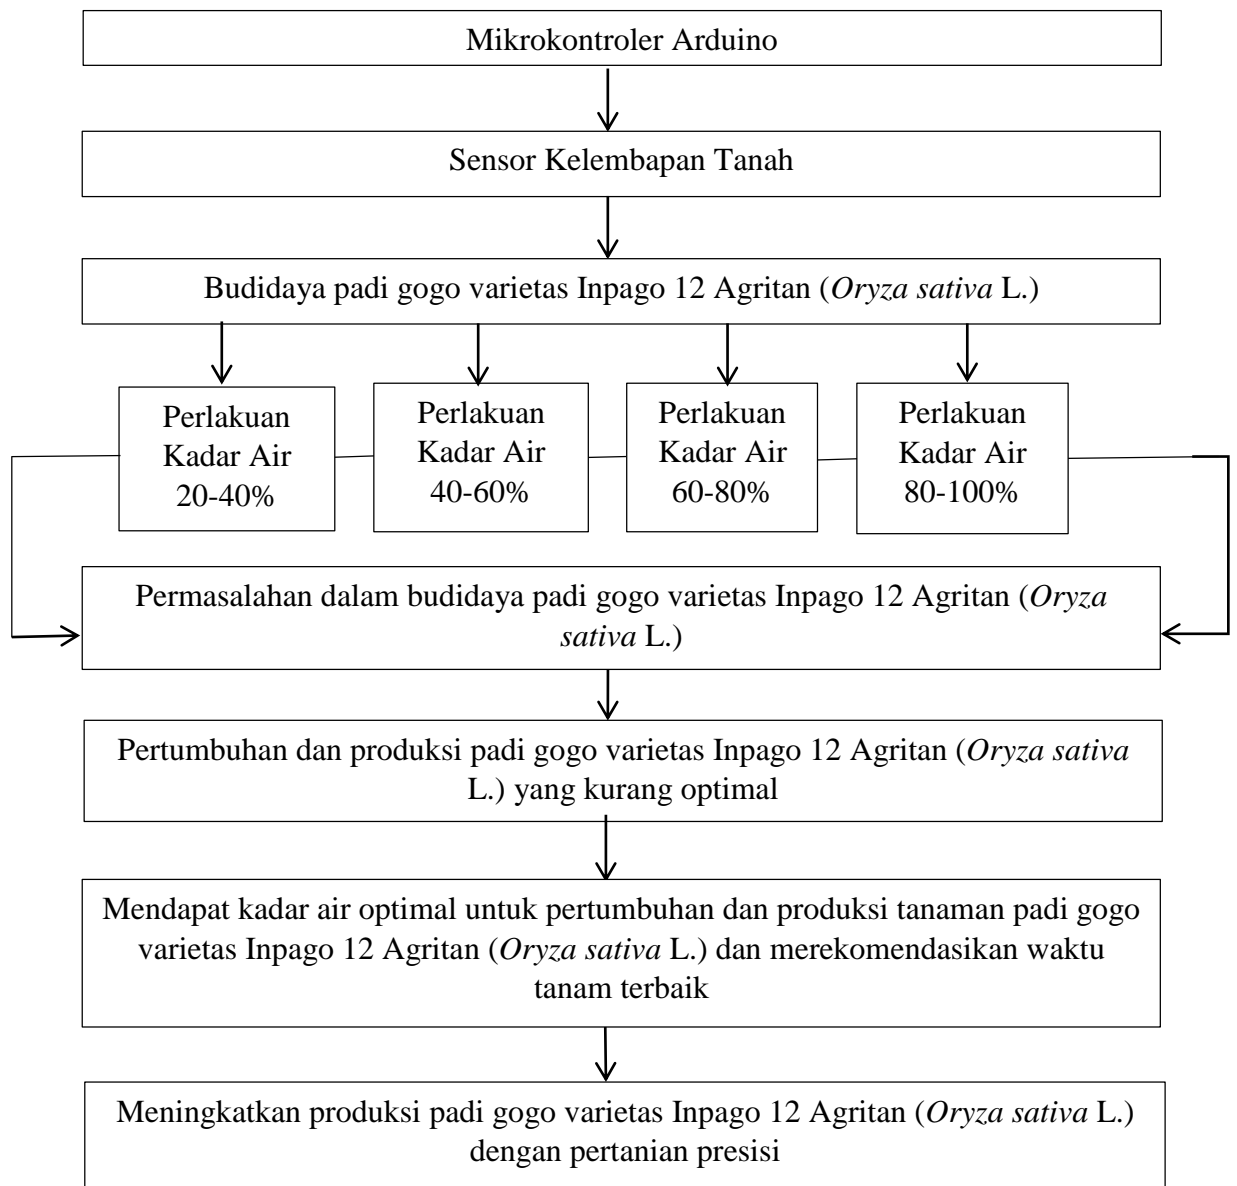 Mikrokontroler Arduino
Sensor Kelembapan Tanah
Budidaya padi gogo varietas Inpago 12 Agritan (Oryza sativa L.)
Perlakuan
Kadar Air
20-40%
Perlakuan
Kadar Air
40-60%
Perlakuan
Kadar Air
60-80%
Perlakuan
Kadar Air
80-100%
Permasalahan dalam budidaya padi gogo varietas Inpago 12 Agritan (Oryza
sativa L.)
Pertumbuhan dan produksi padi gogo varietas Inpago 12 Agritan (Oryza sativa
L.) yang kurang optimal
Mendapat kadar air optimal untuk pertumbuhan dan produksi tanaman padi gogo
varietas Inpago 12 Agritan (Oryza sativa L.) dan merekomendasikan waktu
tanam terbaik
Meningkatkan produksi padi gogo varietas Inpago 12 Agritan (Oryza sativa L.)
dengan pertanian presisi